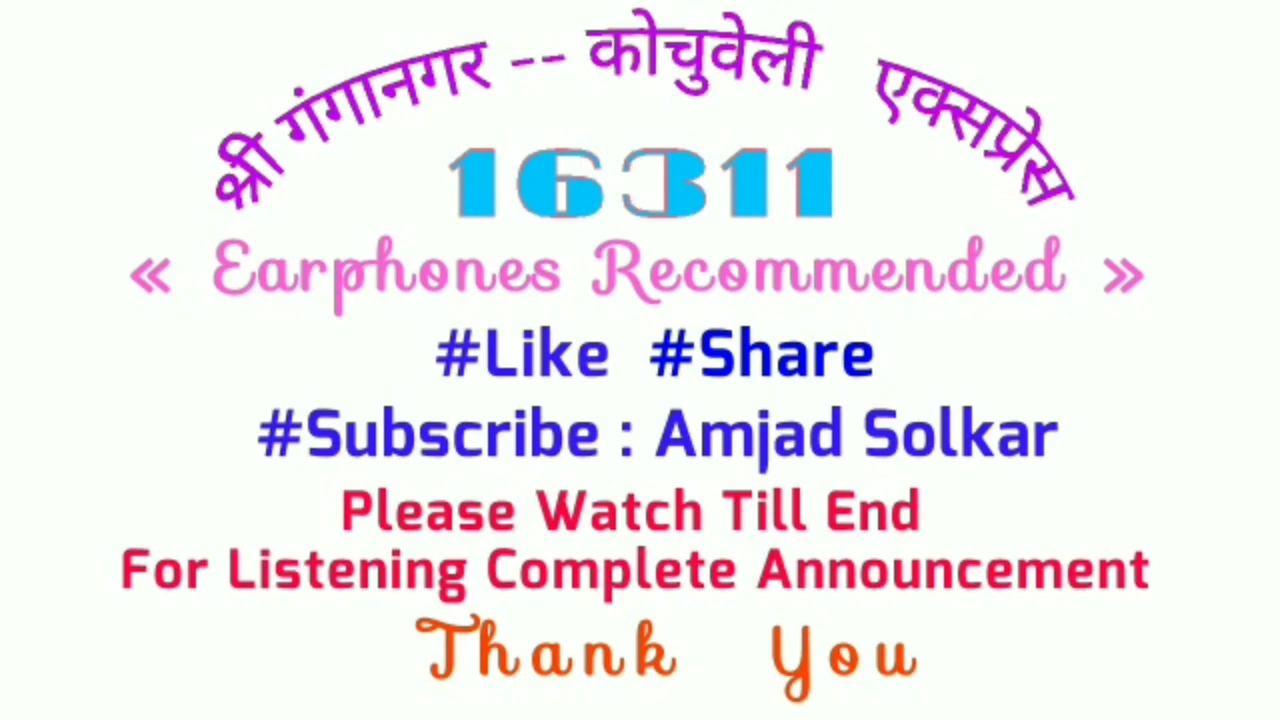 श्री गंगानगर -- कोचुवेली एक्सप्रेस
16311
« Earphones Recommended »
#Like #Share
#Subscribe : Amjad Solkar
Please Watch Till End
For Listening Complete Announcement
Thank You